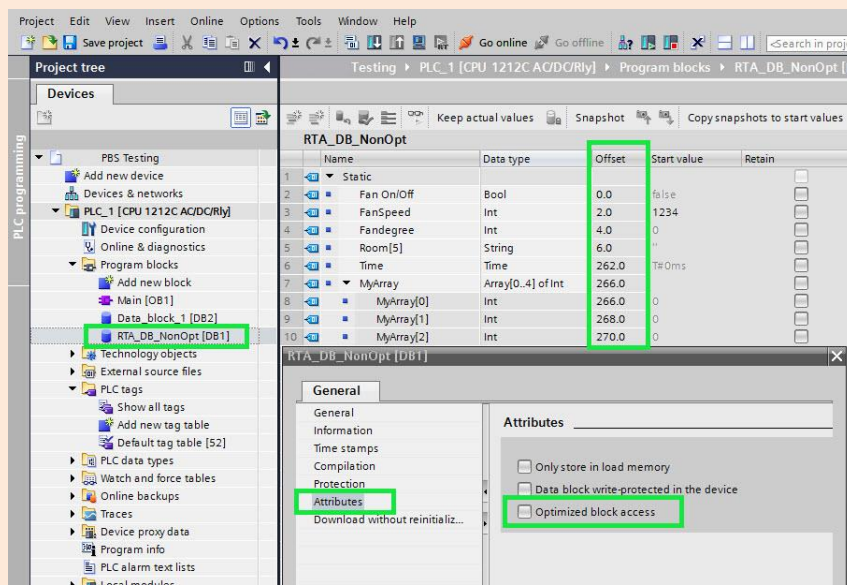 Project Edit View Insert Online Options Tools Window Help
Save project Go online Go offline <Search in proj
Project tree
Testing ▸ PLC_1 [CPU 1212C AC/DC/Rly] ▸ Program blocks ▸ RTA_DB_NonOpt [
Devices
Keep actual values Snapshot Copy snapshots to start values
PLC programming
RTA_DB_NonOpt
Name Data type Offset Start value Retain
1 Static
2 Fan On/Off Bool 0.0 false
3 FanSpeed Int 2.0 1234
4 Fandegree Int 4.0 0
5 Room[5] String 6.0 ''
6 Time Time 262.0 T#0ms
7 MyArray Array[0..4] of Int 266.0
8 MyArray[0] Int 266.0 0
9 MyArray[1] Int 268.0 0
10 MyArray[2] Int 270.0 0
PBS Testing
Add new device
Devices & networks
PLC_1 [CPU 1212C AC/DC/Rly]
Device configuration
Online & diagnostics
Program blocks
Add new block
Main [OB1]
Data_block_1 [DB2]
RTA_DB_NonOpt [DB1]
Technology objects
External source files
PLC tags
Show all tags
Add new tag table
Default tag table [52]
PLC data types
Watch and force tables
Online backups
Traces
Device proxy data
Program info
PLC alarm text lists
Local modules
RTA_DB_NonOpt [DB1]
General
General
Information
Time stamps
Compilation
Protection
Attributes
Download without reinitializ...
Attributes
Only store in load memory
Data block write-protected in the device
Optimized block access